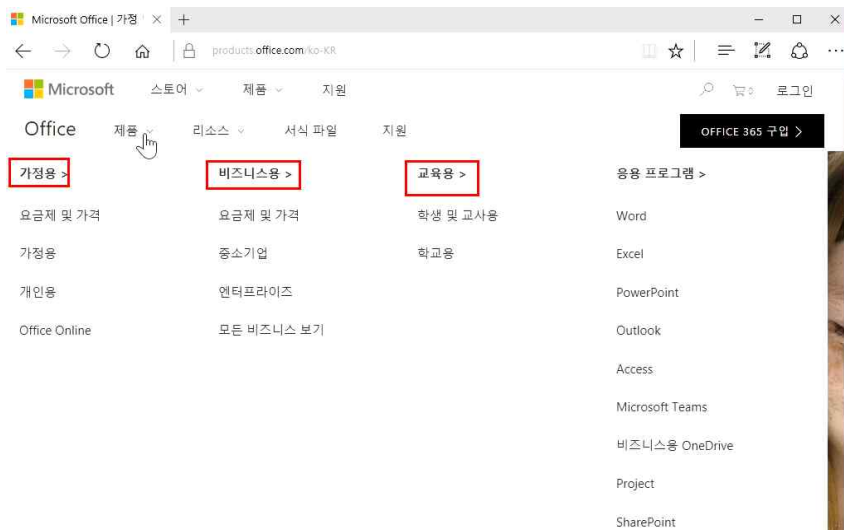 Microsoft Office | 가정
products.office.com/ko-KR
Microsoft 스토어 제품 지원 0 로그인
Office 제품 리소스 서식 파일 지원 OFFICE 365 구입 >
가정용 > 비즈니스용 > 교육용 > 응용 프로그램 >
요금제 및 가격 요금제 및 가격 학생 및 교사용 Word
가정용 중소기업 학교용 Excel
개인용 엔터프라이즈 PowerPoint
Office Online 모든 비즈니스 보기 Outlook
Access
Microsoft Teams
비즈니스용 OneDrive
Project
SharePoint